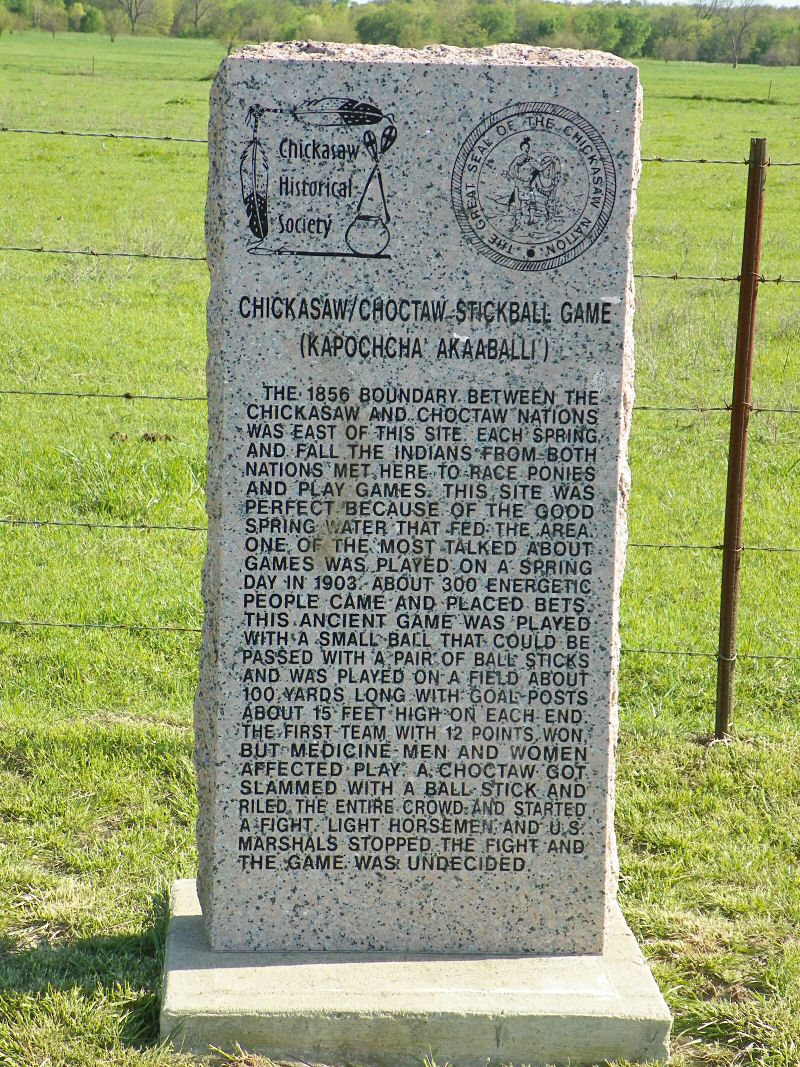 Chickasaw
Historical
Society
THE GREAT SEAL OF THE CHICKASAW NATION
CHICKASAW/CHOCTAW STICKBALL GAME
(KAPOCHCHA' AKAABALLI')
THE 1856 BOUNDARY BETWEEN THE
CHICKASAW AND CHOCTAW NATIONS
WAS EAST OF THIS SITE. EACH SPRING
AND FALL THE INDIANS FROM BOTH
NATIONS MET HERE TO RACE PONIES
AND PLAY GAMES. THIS SITE WAS
PERFECT BECAUSE OF THE GOOD
SPRING WATER THAT FED THE AREA.
ONE OF THE MOST TALKED ABOUT
GAMES WAS PLAYED ON A SPRING
DAY IN 1903. ABOUT 300 ENERGETIC
PEOPLE CAME AND PLACED BETS.
THIS ANCIENT GAME WAS PLAYED
WITH A SMALL BALL THAT COULD BE
PASSED WITH A PAIR OF BALL STICKS
AND WAS PLAYED ON A FIELD ABOUT
100 YARDS LONG WITH GOAL POSTS
ABOUT 15 FEET HIGH ON EACH END.
THE FIRST TEAM WITH 12 POINTS WON,
BUT MEDICINE MEN AND WOMEN
AFFECTED PLAY. A CHOCTAW GOT
SLAMMED WITH A BALL STICK AND
RILED THE ENTIRE CROWD AND STARTED
A FIGHT. LIGHT HORSEMEN AND U.S.
MARSHALS STOPPED THE FIGHT AND
THE GAME WAS UNDECIDED.